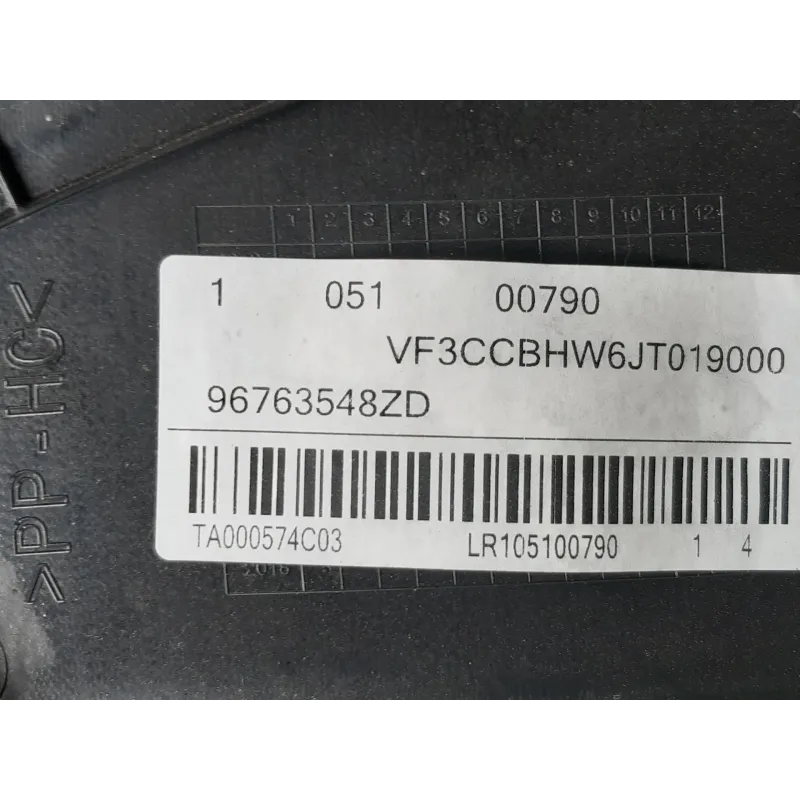 1 2 3 4 5 6 7 8 9 10 11 12
1 051 00790
VF3CCBHW6JT019000
96763548ZD
TA000574C03 LR105100790 1 4
>PP-HC<